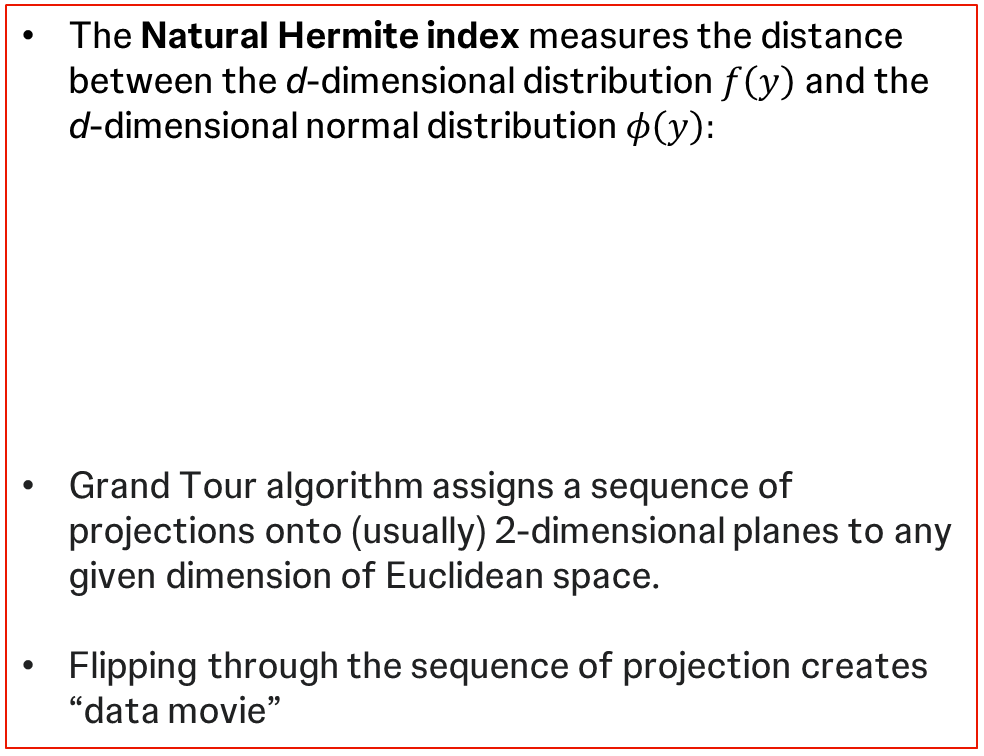 • The Natural Hermite index measures the distance
between the d-dimensional distribution f(y) and the
d-dimensional normal distribution ϕ(y):
• Grand Tour algorithm assigns a sequence of
projections onto (usually) 2-dimensional planes to any
given dimension of Euclidean space.
• Flipping through the sequence of projection creates
“data movie”